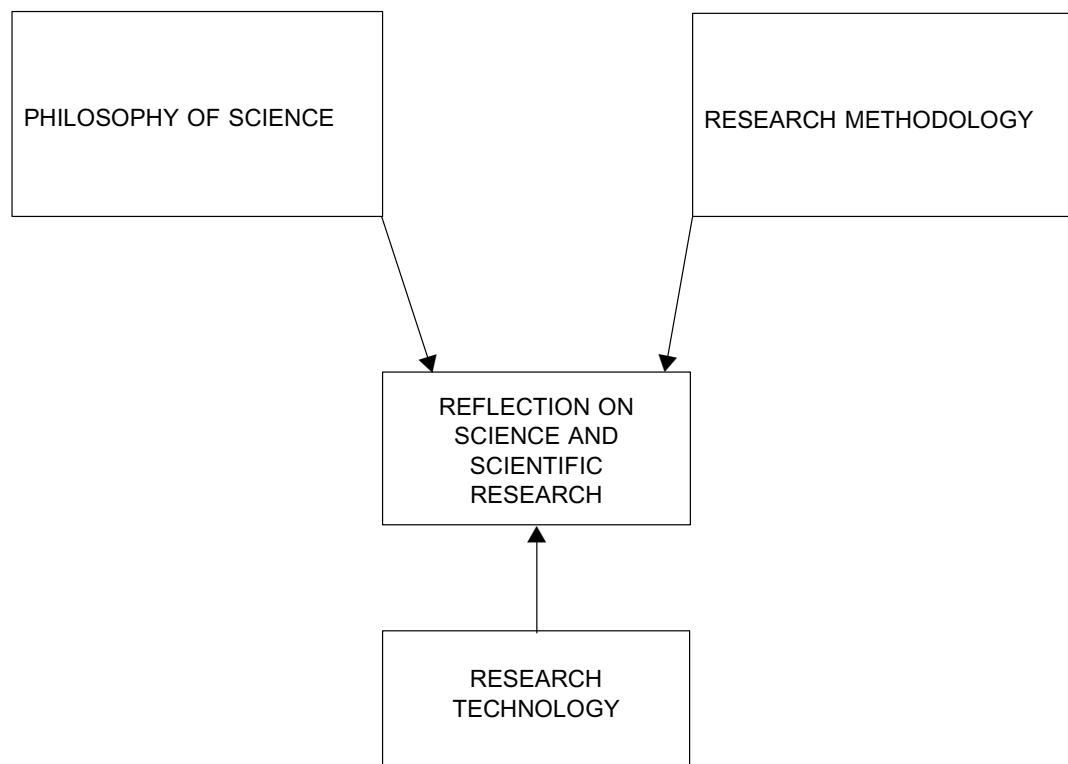 PHILOSOPHY OF SCIENCE
RESEARCH METHODOLOGY
REFLECTION ON
SCIENCE AND
SCIENTIFIC
RESEARCH
RESEARCH
TECHNOLOGY